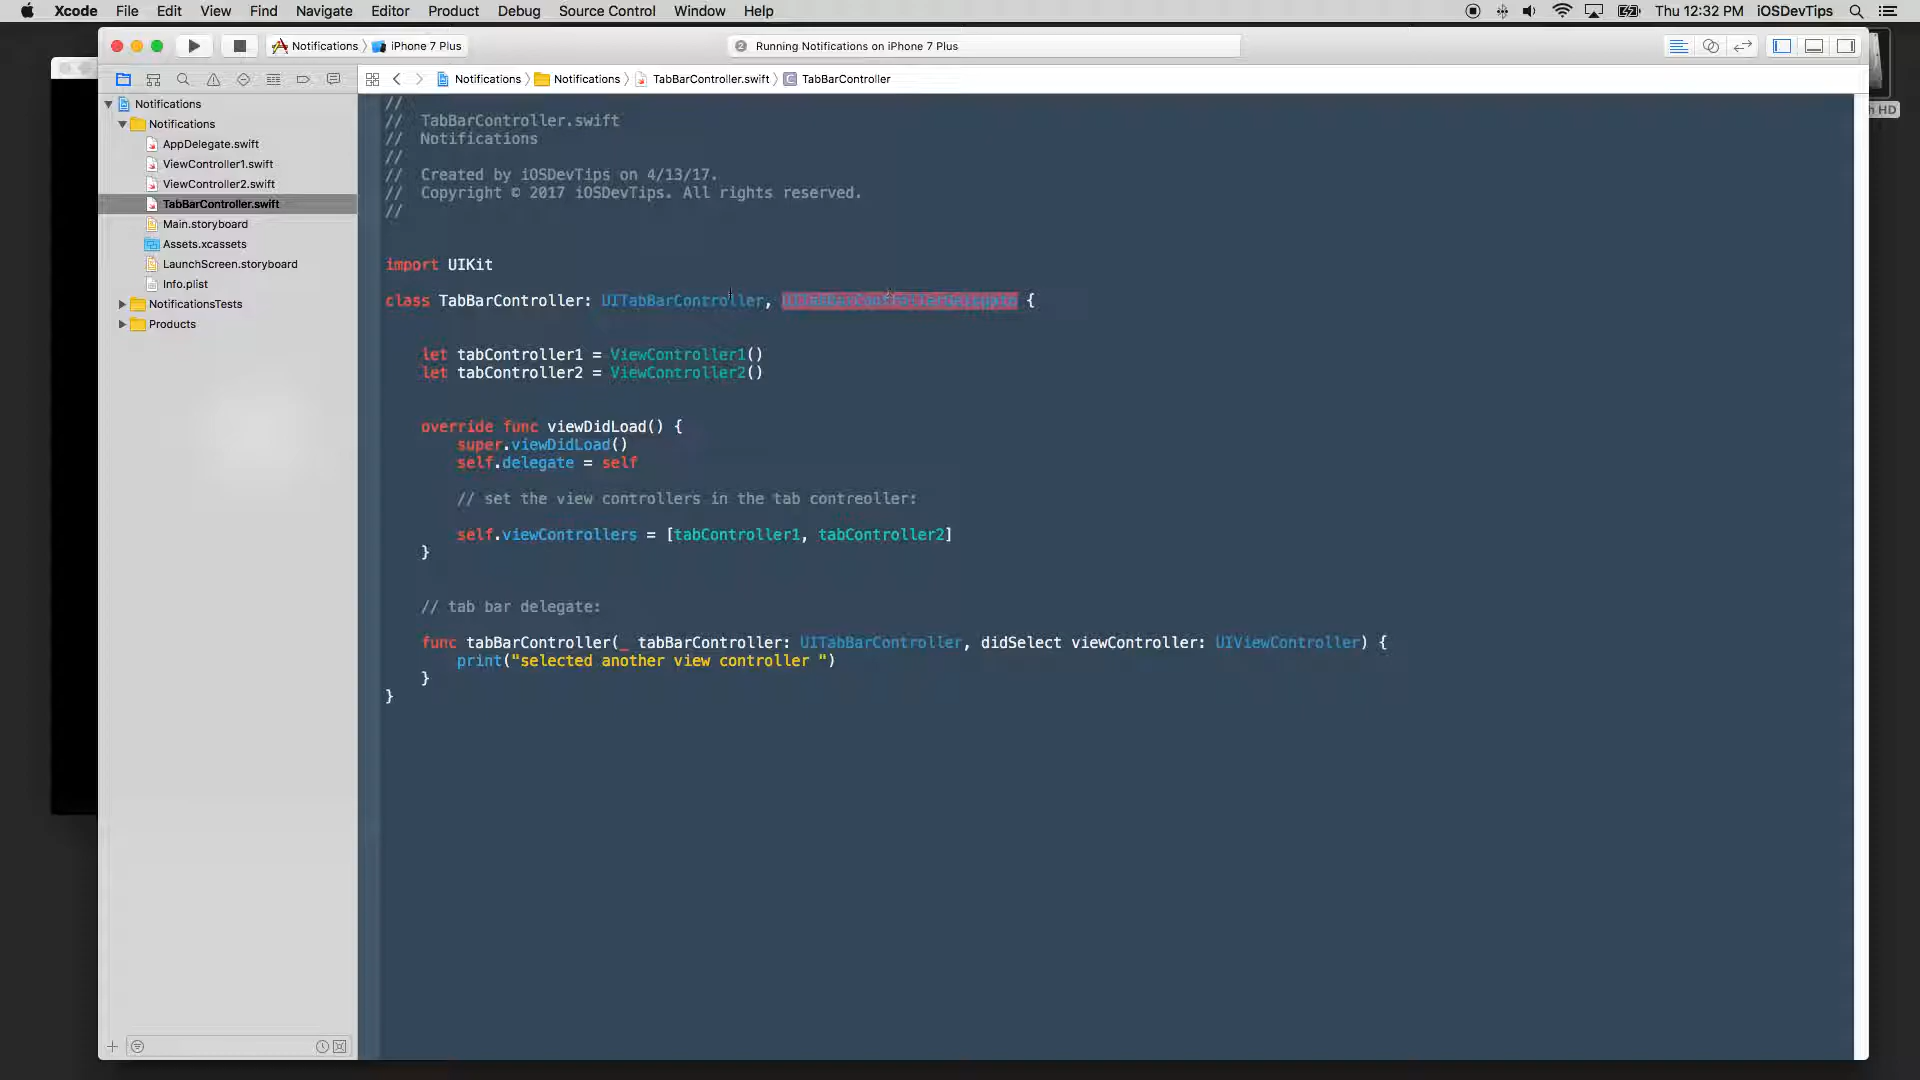 Xcode File Edit View Find Navigate Editor Product Debug Source Control Window Help Thu 12:32 PM iOSDevTips
Notifications iPhone 7 Plus 2 Running Notifications on iPhone 7 Plus
Notifications Notifications TabBarController.swift C TabBarController
h HD
Notifications
Notifications
AppDelegate.swift
ViewController1.swift
ViewController2.swift
TabBarController.swift
Main.storyboard
Assets.xcassets
LaunchScreen.storyboard
Info.plist
NotificationsTests
Products
//
// TabBarController.swift
// Notifications
//
// Created by iOSDevTips on 4/13/17.
// Copyright © 2017 iOSDevTips. All rights reserved.
//
import UIKit
class TabBarController: UITabBarController, UITabBarControllerDelegate {
let tabController1 = ViewController1()
let tabController2 = ViewController2()
override func viewDidLoad() {
super.viewDidLoad()
self.delegate = self
// set the view controllers in the tab contreoller:
self.viewControllers = [tabController1, tabController2]
}
// tab bar delegate:
func tabBarController(_ tabBarController: UITabBarController, didSelect viewController: UIViewController) {
print("selected another view controller ")
}
}